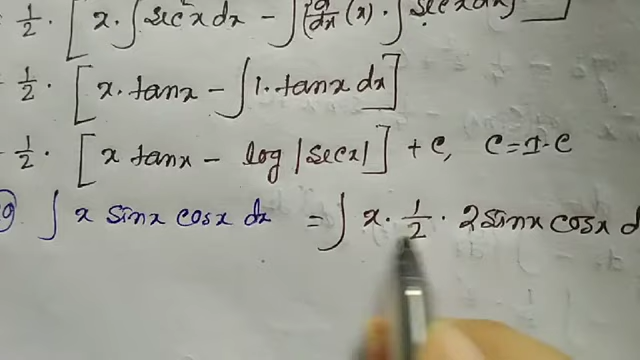 1/2 · [x · ∫sec²x dx - ∫[d/dx (x) · ∫sec²x dx]
1/2 · [x · tanx - ∫1 · tanx dx]
1/2 · [x tanx - log|secx|] + c, c = I·C
9) ∫ x sinx cosx dx = ∫ x · 1/2 · 2sinx cosx d